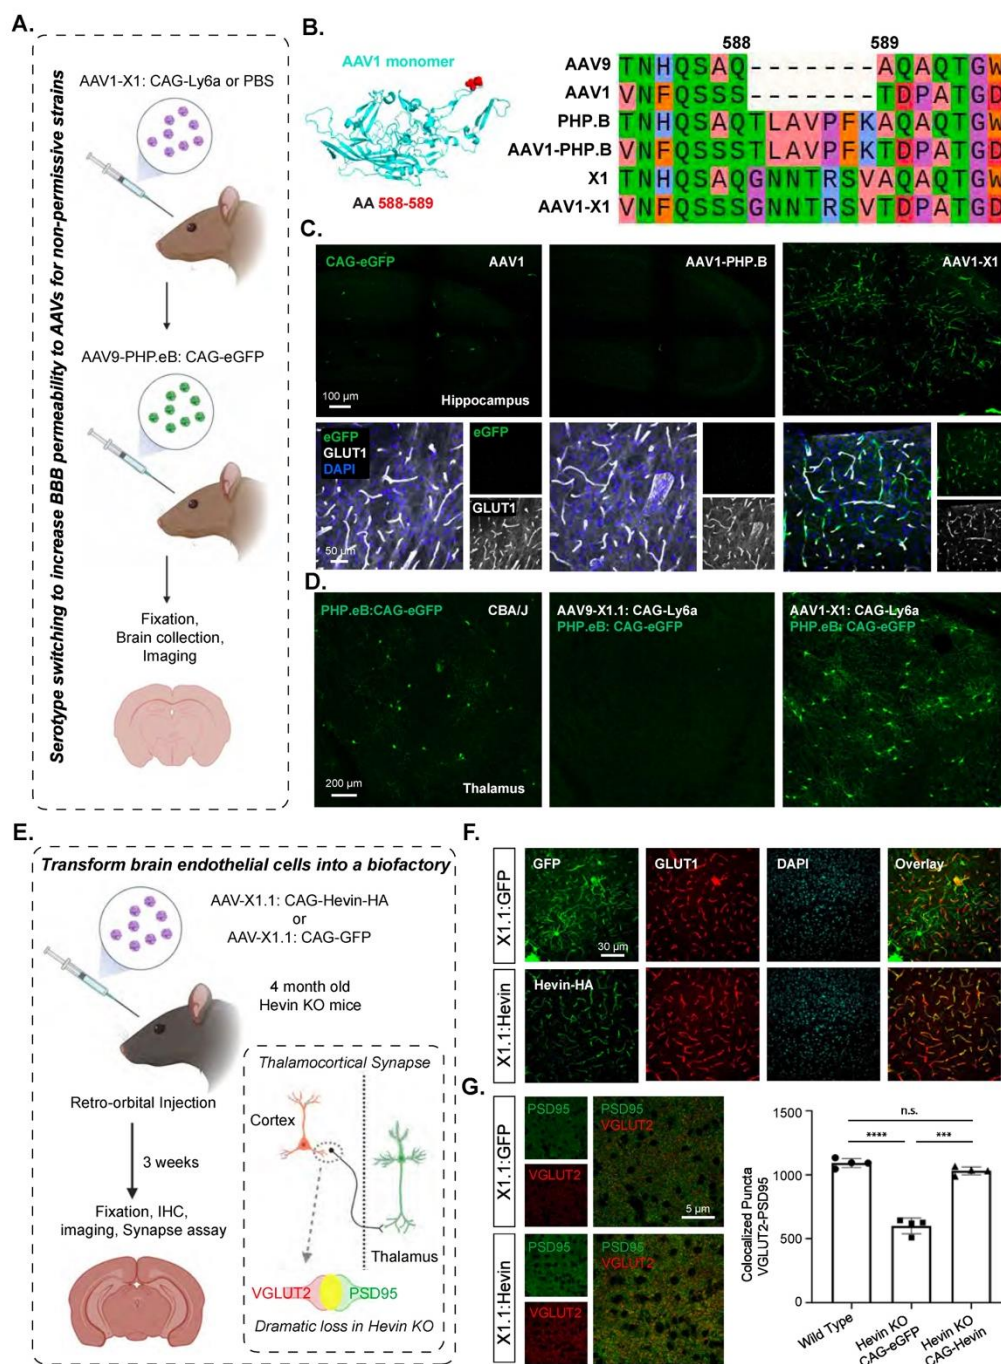 A.
Serotype switching to increase BBB permeability to AAVs for non-permissive strains
AAV1-X1: CAG-Ly6a or PBS
AAV9-PHP.eB: CAG-eGFP
Fixation,
Brain collection,
Imaging
B.
AAV1 monomer
AA 588-589
588 589
AAV9 TNHQSAQ-------AQAQTGW
AAV1 VNFQSSS-------TDPATGD
PHP.B TNHQSAQTLAVPFKAQAQTGW
AAV1-PHP.B VNFQSSSTLAVPFKTDPATGD
X1 TNHQSAQGNNTRSVAQAQTGW
AAV1-X1 VNFQSSSGNNTRSVTDPATGD
C.
CAG-eGFP AAV1
100 µm
Hippocampus
AAV1-PHP.B
AAV1-X1
eGFP
GLUT1
DAPI
50 µm
eGFP
GLUT1
D.
PHP.eB:CAG-eGFP CBA/J
200 µm
Thalamus
AAV9-X1.1: CAG-Ly6a
PHP.eB: CAG-eGFP
AAV1-X1: CAG-Ly6a
PHP.eB: CAG-eGFP
E.
Transform brain endothelial cells into a biofactory
AAV-X1.1: CAG-Hevin-HA
or
AAV-X1.1: CAG-GFP
4 month old
Hevin KO mice
Retro-orbital Injection
3 weeks
Fixation, IHC,
imaging, Synapse assay
Thalamocortical Synapse
Cortex
Thalamus
VGLUT2 PSD95
Dramatic loss in Hevin KO
F.
X1.1:GFP
GFP
30 µm
GLUT1
DAPI
Overlay
X1.1:Hevin
Hevin-HA
G.
X1.1:GFP
PSD95
VGLUT2
PSD95
VGLUT2
5 µm
X1.1:Hevin
PSD95
VGLUT2
PSD95
VGLUT2
Colocalized Puncta
VGLUT2-PSD95
1500
1000
500
0
n.s.
**** ***
Wild Type
Hevin KO
CAG-eGFP
Hevin KO
CAG-Hevin